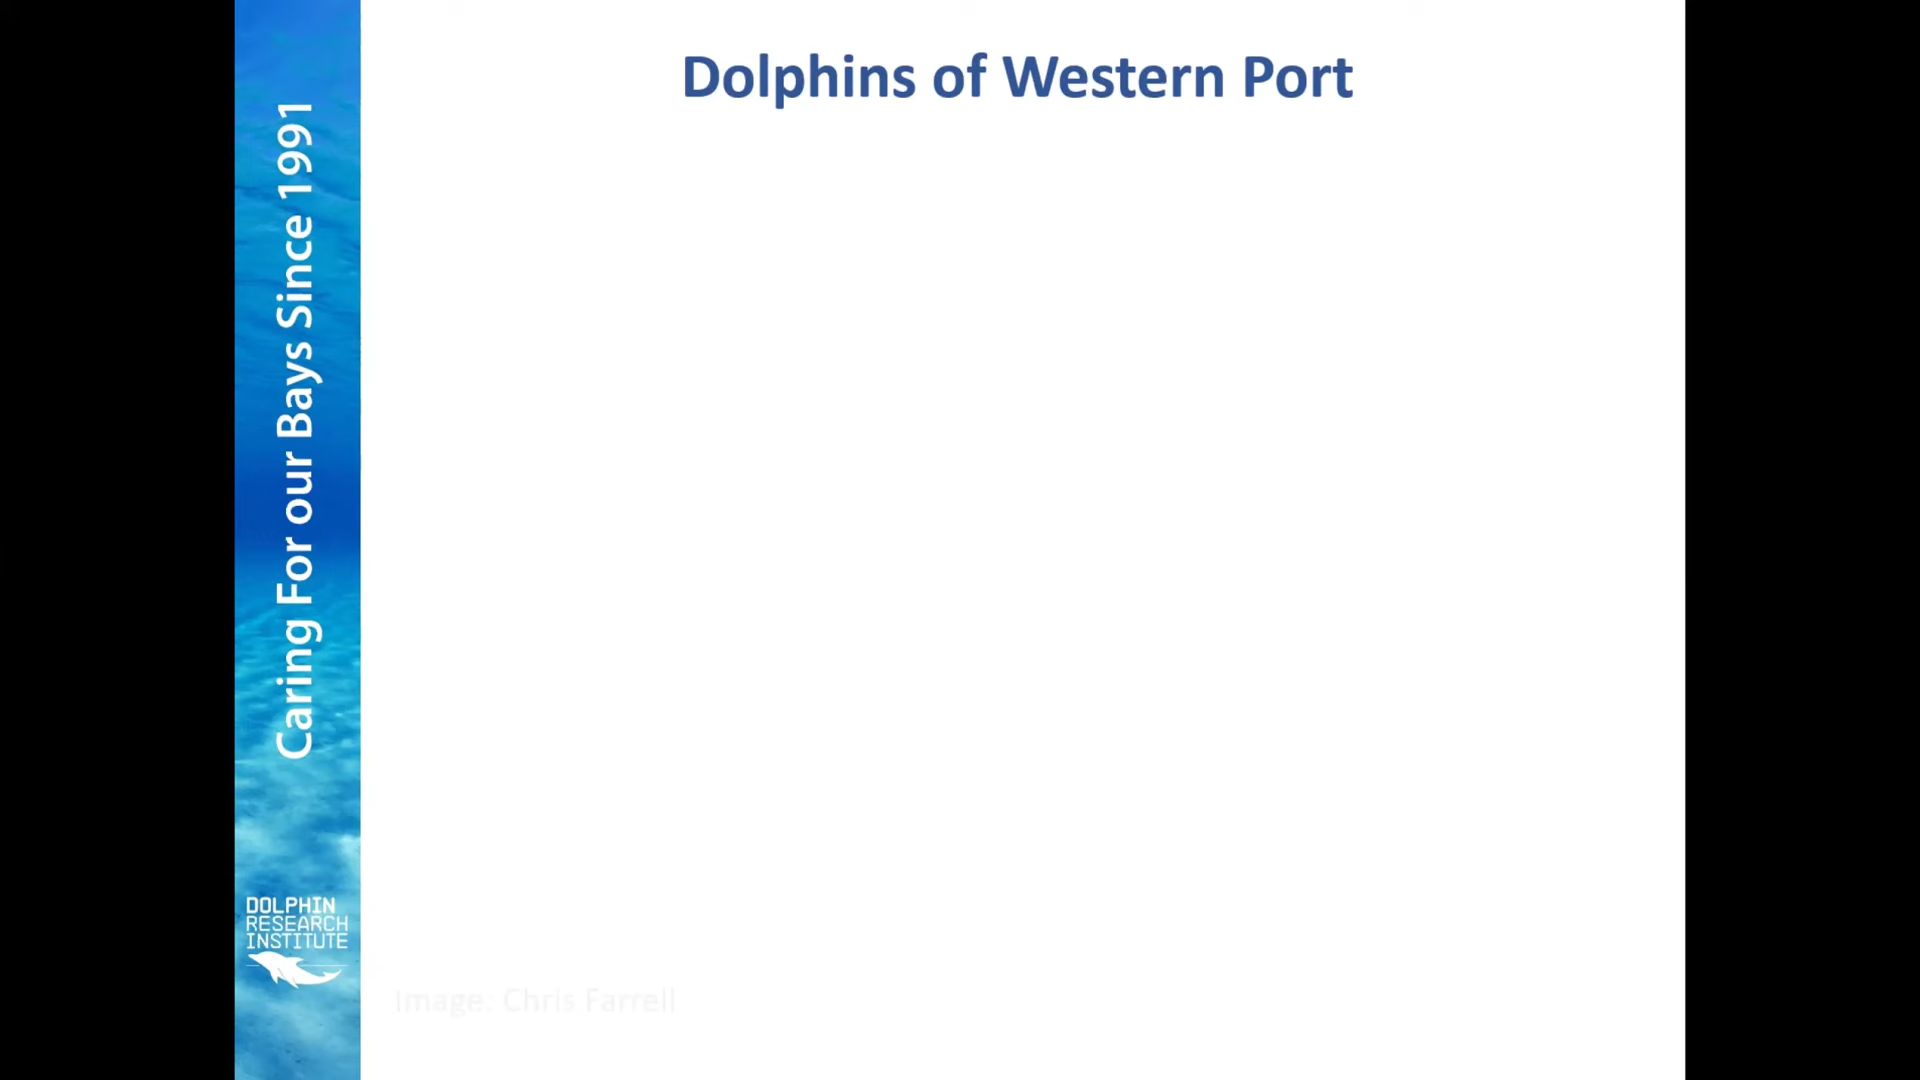 Dolphins of Western Port
Caring For our Bays Since 1991
DOLPHIN
RESEARCH
INSTITUTE
Image: Chris Farrell